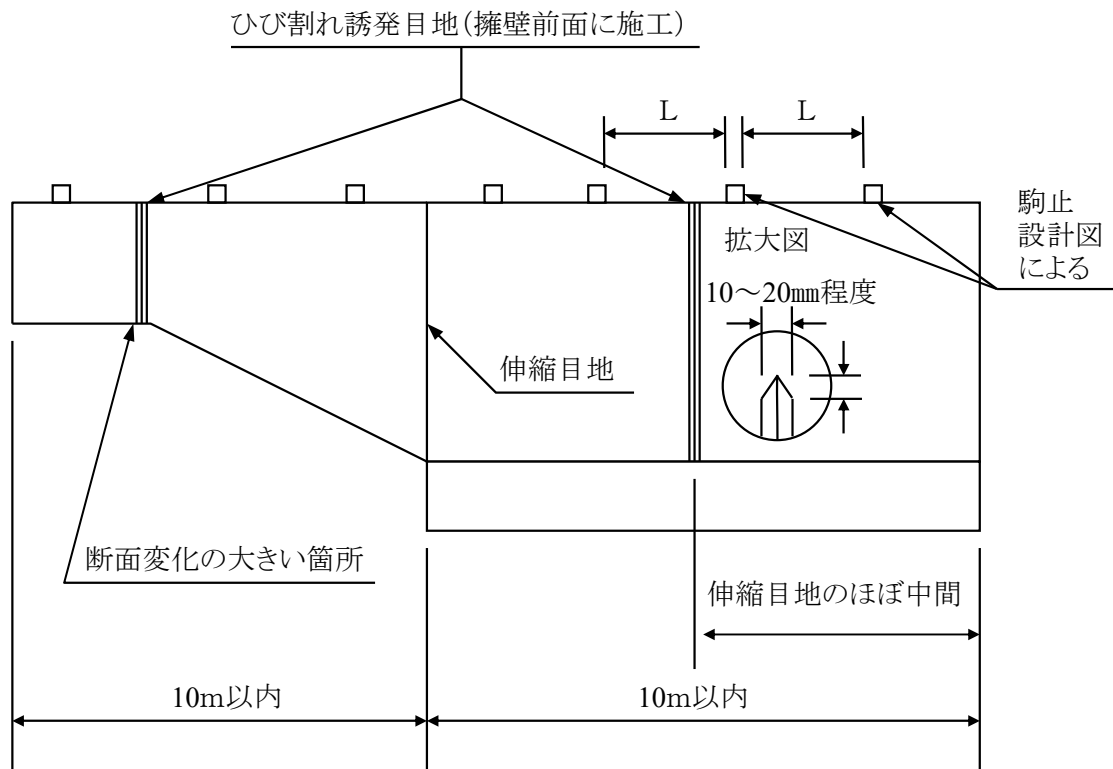 ひび割れ誘発目地(擁壁前面に施工)
L
L
駒止
設計図
による
拡大図
10～20㎜程度
伸縮目地
断面変化の大きい箇所
伸縮目地のほぼ中間
10m以内
10m以内